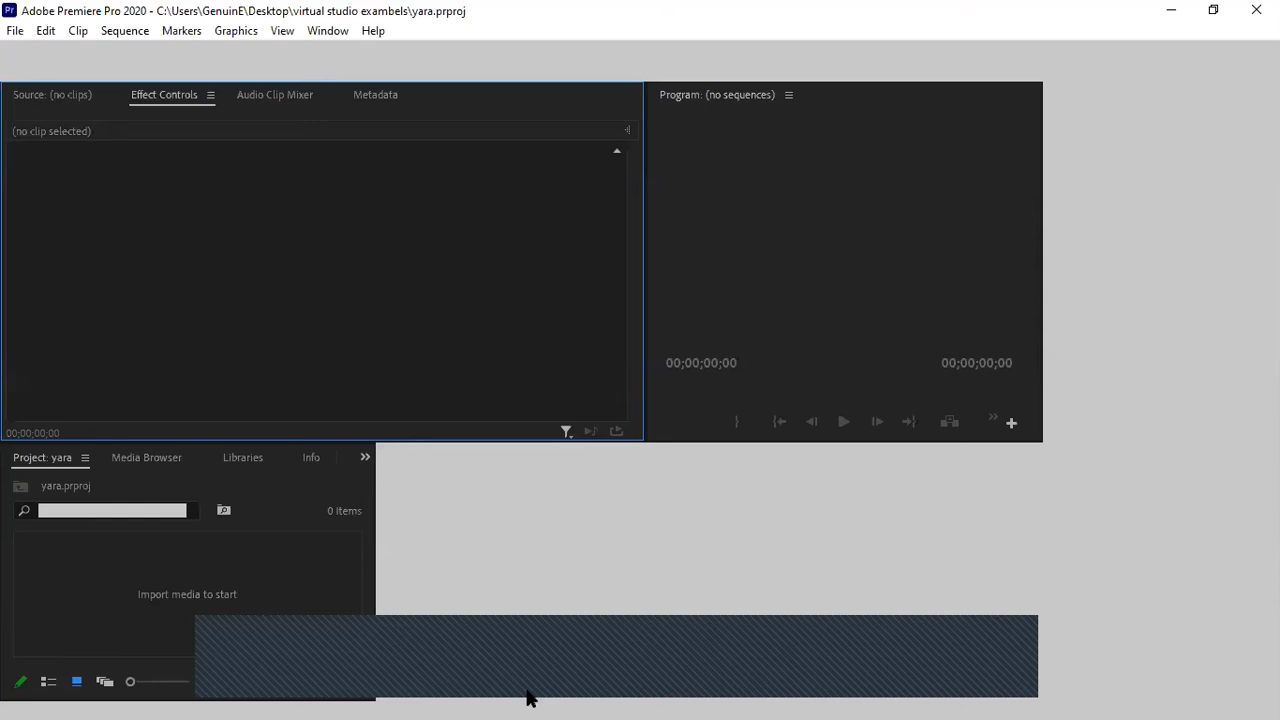 Adobe Premiere Pro 2020 - C:\Users\GenuinE\Desktop\virtual studio exambels\yara.prproj
File Edit Clip Sequence Markers Graphics View Window Help
Source: (no clips) Effect Controls Audio Clip Mixer Metadata
Program: (no sequences)
(no clip selected)
00;00;00;00 00;00;00;00
00;00;00;00
Project: yara Media Browser Libraries Info
yara.prproj
0 Items
Import media to start